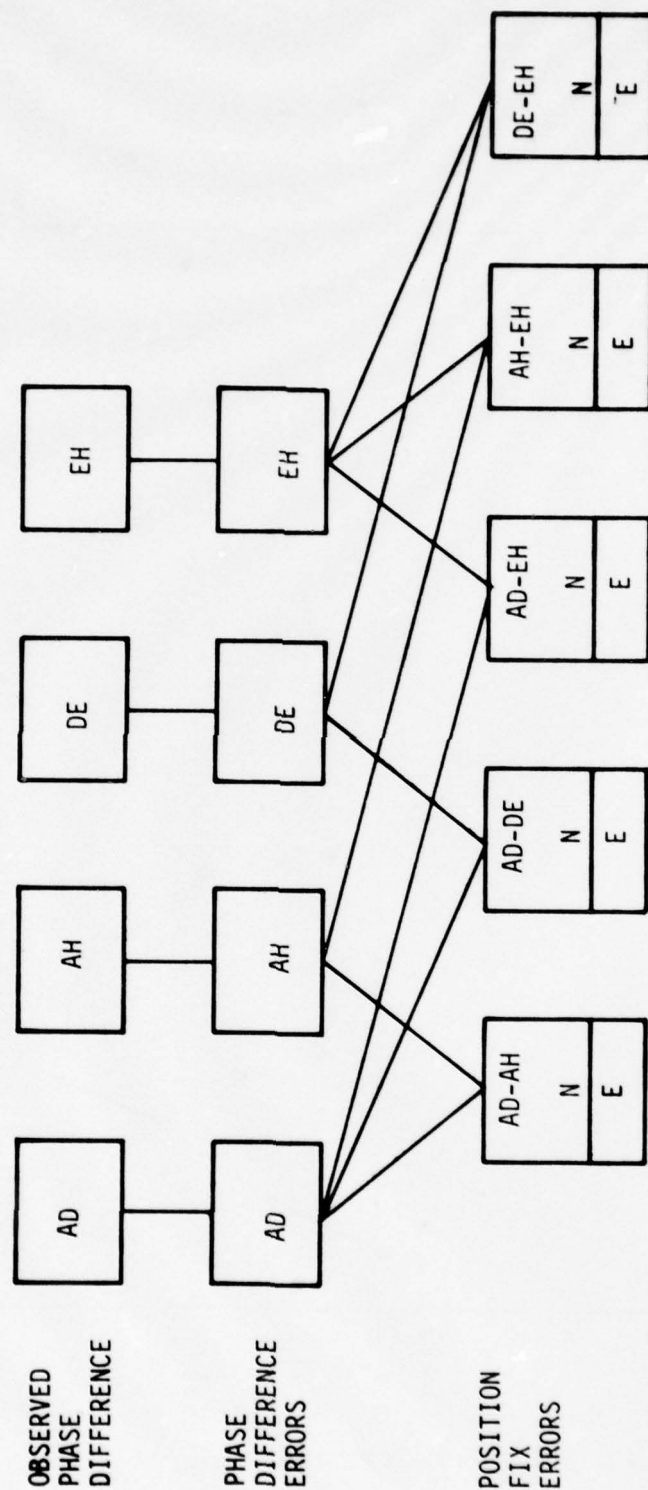 OBSERVED
PHASE
DIFFERENCE
AD
AH
DE
EH
PHASE
DIFFERENCE
ERRORS
AD
AH
DE
EH
POSITION
FIX
ERRORS
AD-AH
N
E
AD-DE
N
E
AD-EH
N
E
AH-EH
N
E
DE-EH
N
E